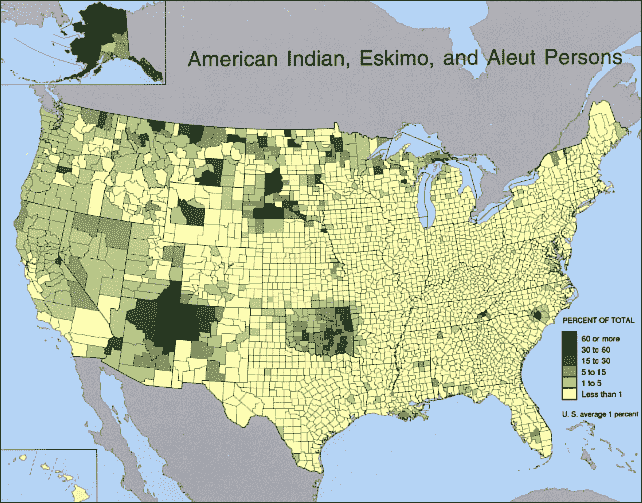 American Indian, Eskimo, and Aleut Persons
PERCENT OF TOTAL
60 or more
30 to 60
15 to 30
5 to 15
1 to 5
Less than 1
U.S. average 1 percent